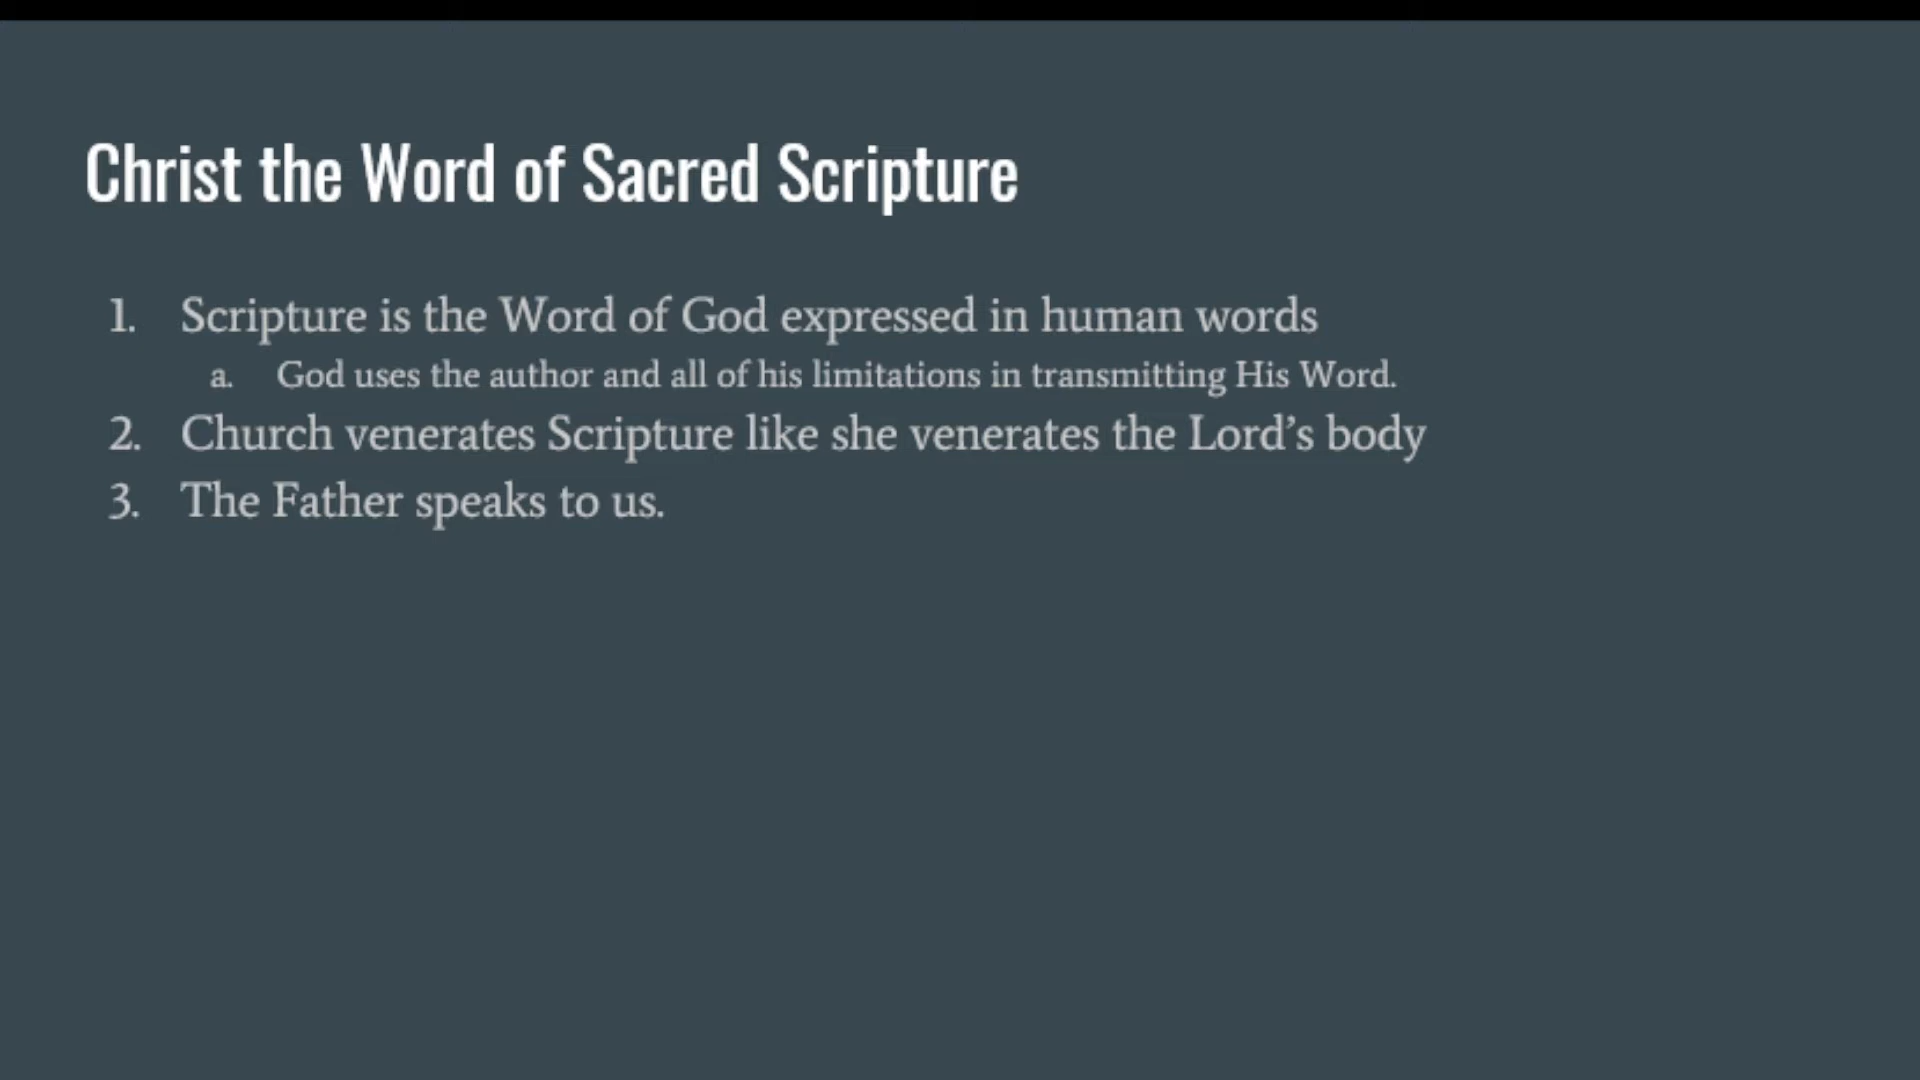 Christ the Word of Sacred Scripture
1. Scripture is the Word of God expressed in human words
a. God uses the author and all of his limitations in transmitting His Word.
2. Church venerates Scripture like she venerates the Lord’s body
3. The Father speaks to us.